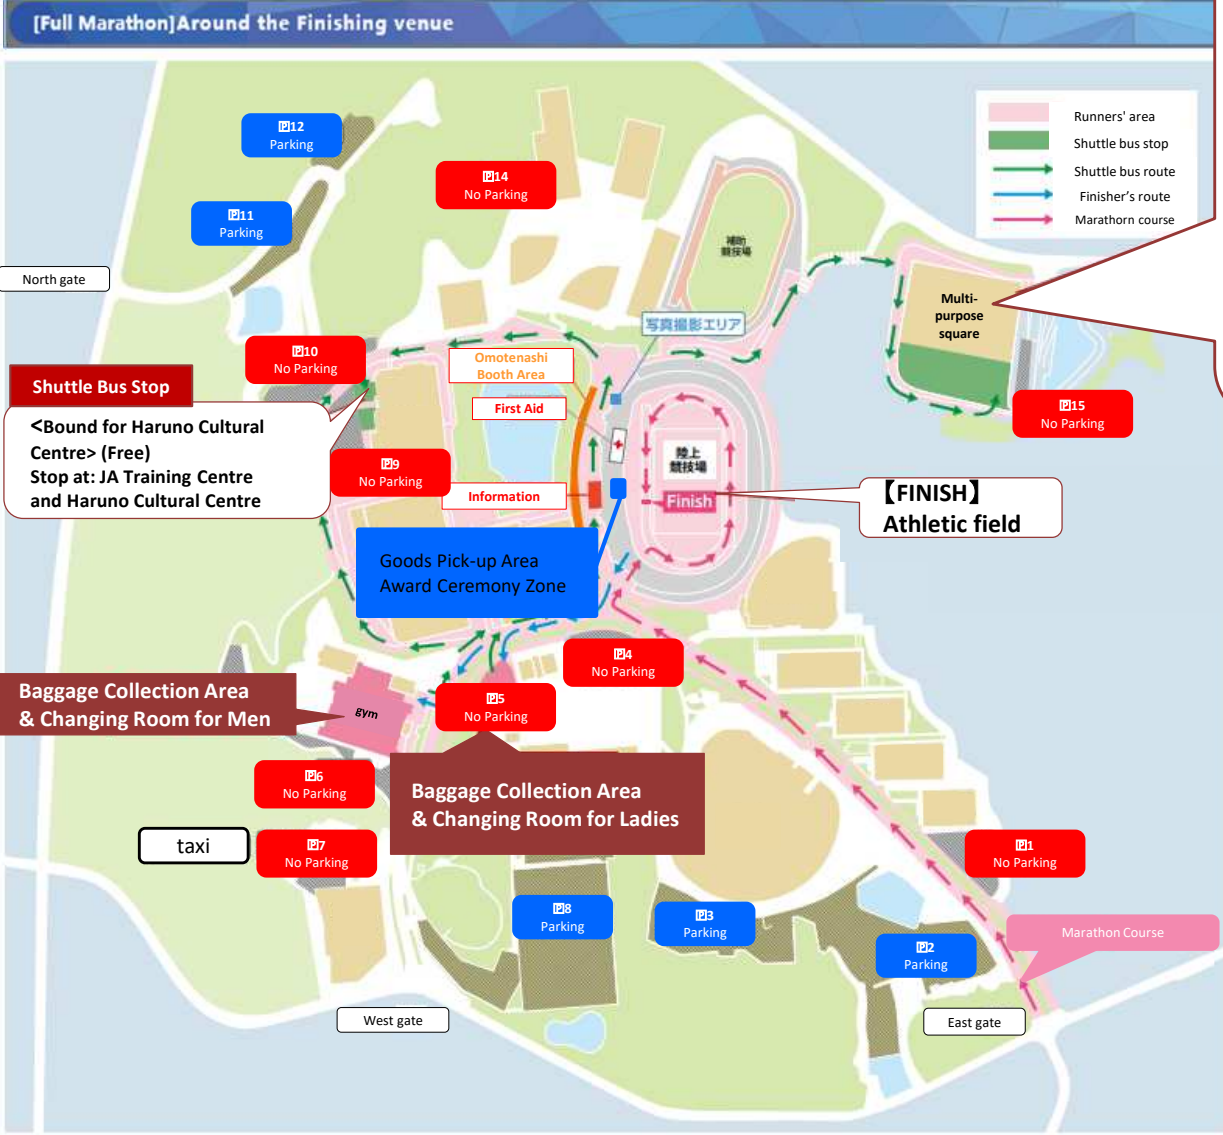 [Full Marathon]Around the Finishing venue
Runners' area
Shuttle bus stop
Shuttle bus route
Finisher's route
Marathorn course
🄿12
Parking
🄿14
No Parking
🄿11
Parking
North gate
補助
競技場
Multi-
purpose
square
写真撮影エリア
🄿10
No Parking
Omotenashi
Booth Area
Shuttle Bus Stop
<Bound for Haruno Cultural
Centre> (Free)
Stop at: JA Training Centre
and Haruno Cultural Centre
First Aid
🄿15
No Parking
🄿9
No Parking
陸上
競技場
Information
Finish
【FINISH】
Athletic field
Goods Pick-up Area
Award Ceremony Zone
🄿4
No Parking
Baggage Collection Area
& Changing Room for Men
gym
🄿5
No Parking
🄿6
No Parking
Baggage Collection Area
& Changing Room for Ladies
taxi
🄿7
No Parking
🄿1
No Parking
🄿8
Parking
🄿3
Parking
🄿2
Parking
Marathon Course
West gate
East gate